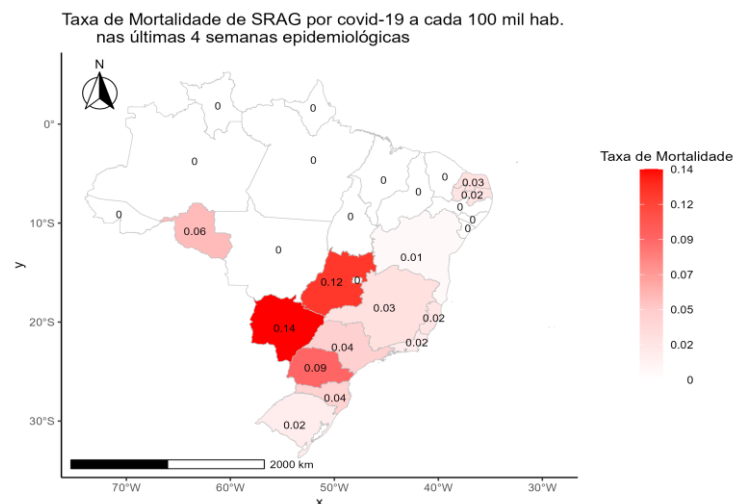 Taxa de Mortalidade de SRAG por covid-19 a cada 100 mil hab.
nas últimas 4 semanas epidemiológicas
N
0 0
0°
Taxa de Mortalidade
0 0 0 0 0.03
0.14
0.02
0
0 0 0
10°S
0.06
0.12
0
0 0.01
0.09
0.12 0
0.07
y
0.03
0.05
20°S
0.14 0.02
0.02
0.04 0.02
0
0.09
0.04
30°S
0.02
2000 km
70°W 60°W 50°W 40°W 30°W
x